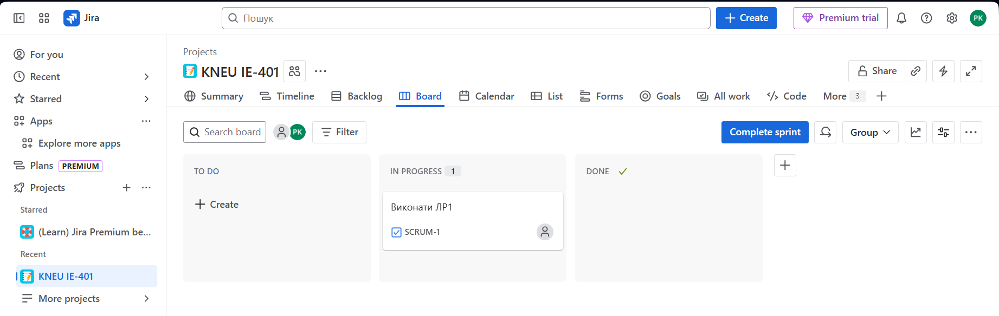 Jira
Пошук
Create
Premium trial
PK
For you
Recent
Starred
Apps
Explore more apps
Plans PREMIUM
Projects
Starred
(Learn) Jira Premium be...
Recent
KNEU IE-401
More projects
Projects
KNEU IE-401
Share
Summary Timeline Backlog Board Calendar List Forms Goals All work Code More 3
Search board PK Filter Complete sprint Group
TO DO
Create
IN PROGRESS 1
Виконати ЛР1
SCRUM-1
DONE